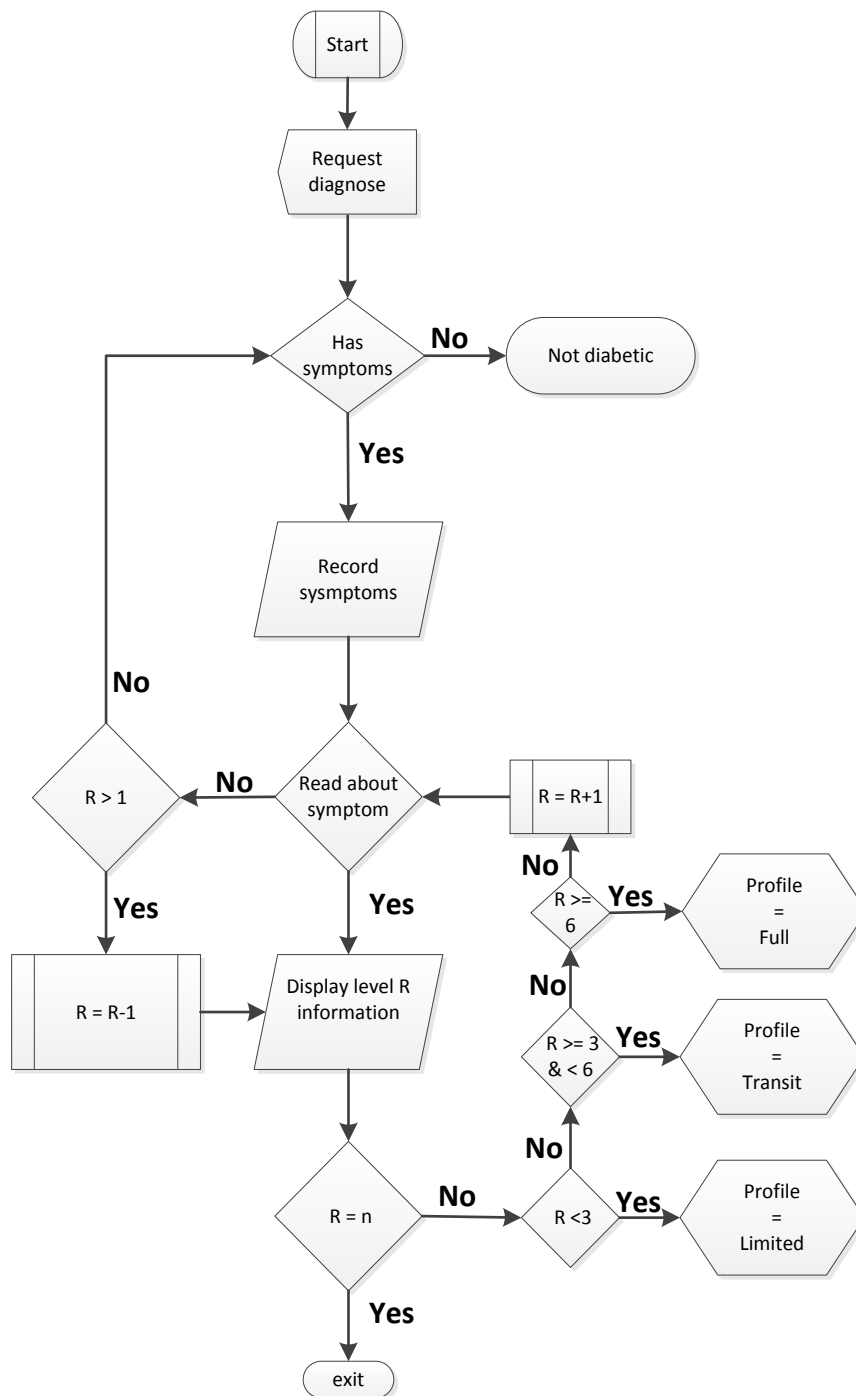 Start
Request
diagnose
Has
symptoms
No
Not diabetic
Yes
Record
sysmptoms
No
R > 1
No
Read about
symptom
R = R+1
No
Yes
Yes
R >=
6
Yes
Profile
=
Full
R = R-1
Display level R
information
No
R >= 3
& < 6
Yes
Profile
=
Transit
No
R = n
No
R <3
Yes
Profile
=
Limited
Yes
exit